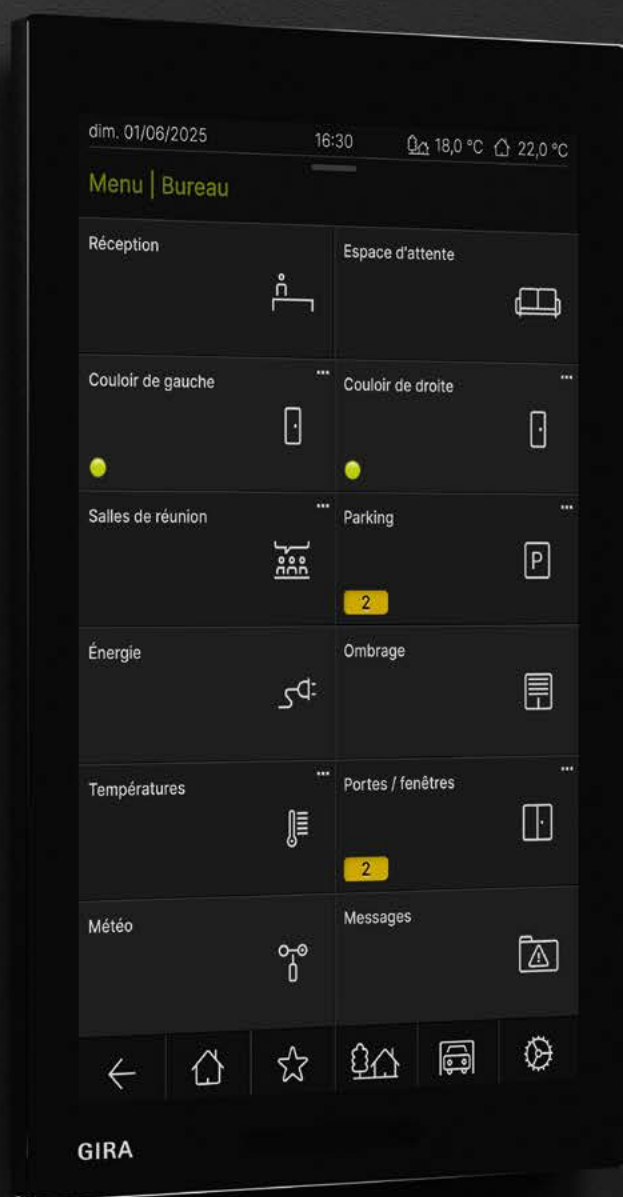 dim. 01/06/2025 16:30 18,0 °C 22,0 °C
Menu | Bureau
Réception Espace d'attente
Couloir de gauche Couloir de droite
Salles de réunion Parking
P
2
Énergie Ombrage
Températures Portes / fenêtres
2
Météo Messages
GIRA